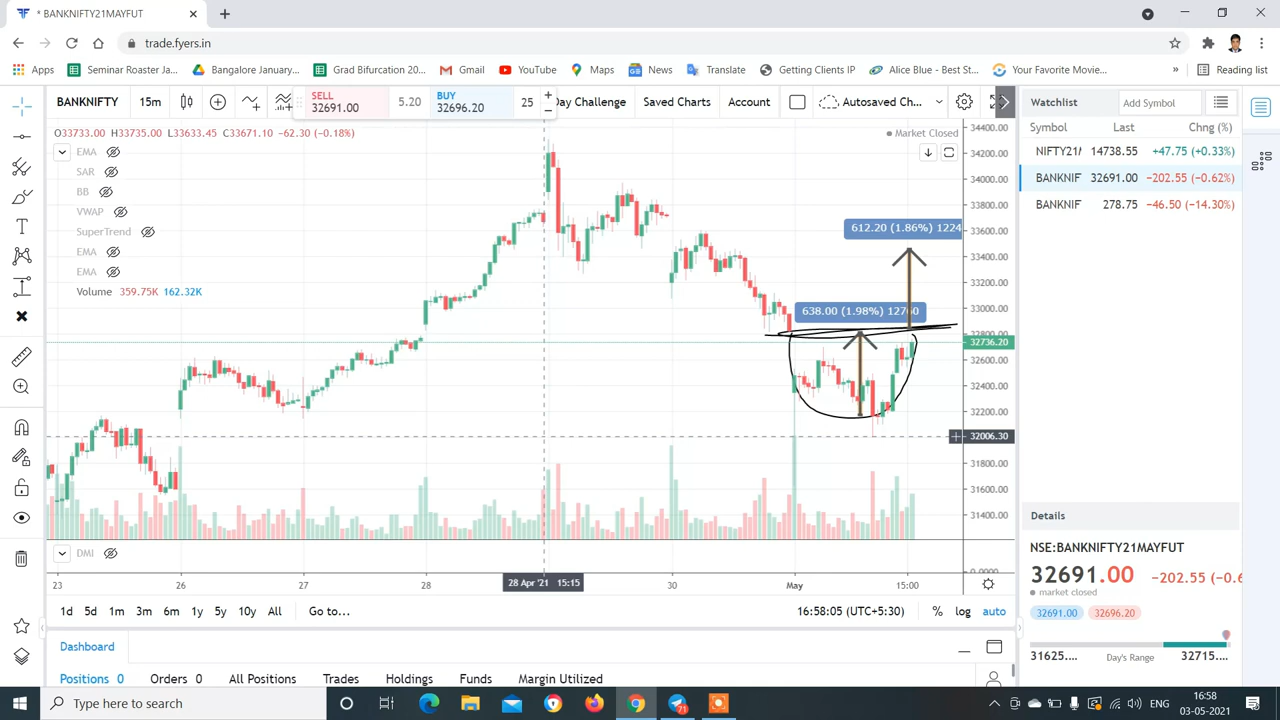 * BANKNIFTY21MAYFUT
trade.fyers.in
Apps Seminar Roaster Ja... Bangalore January... Grad Bifurcation 20... Gmail YouTube Maps News Translate Getting Clients IP Alice Blue - Best St... Your Favorite Movie... » Reading list
BANKNIFTY 15m SELL 32691.00 5.20 BUY 32696.20 25 Day Challenge Saved Charts Account Autosaved Ch...
O33733.00 H33735.00 L33633.45 C33671.10 −62.30 (−0.18%)
Market Closed
EMA
SAR
BB
VWAP
SuperTrend
EMA
EMA
Volume 359.75K 162.32K
612.20 (1.86%) 1224
638.00 (1.98%) 12760
34400.00
34200.00
34000.00
33800.00
33600.00
33400.00
33200.00
33000.00
32800.00
32736.20
32600.00
32400.00
32200.00
32006.30
31800.00
31600.00
31400.00
DMI
0.0000
23 26 27 28 28 Apr '21 15:15 30 May 15:00
1d 5d 1m 3m 6m 1y 5y 10y All Go to... 16:58:05 (UTC+5:30) % log auto
Dashboard
Positions 0 Orders 0 All Positions Trades Holdings Funds Margin Utilized
Watchlist Add Symbol
Symbol Last Chng (%)
NIFTY21 14738.55 +47.75 (+0.33%)
BANKNIF 32691.00 −202.55 (−0.62%)
BANKNIF 278.75 −46.50 (−14.30%)
Details
NSE:BANKNIFTY21MAYFUT
32691.00 −202.55 (−0.6
market closed
32691.00 32696.20
31625.... Day's Range 32715....
Type here to search
71
ENG
16:58
03-05-2021